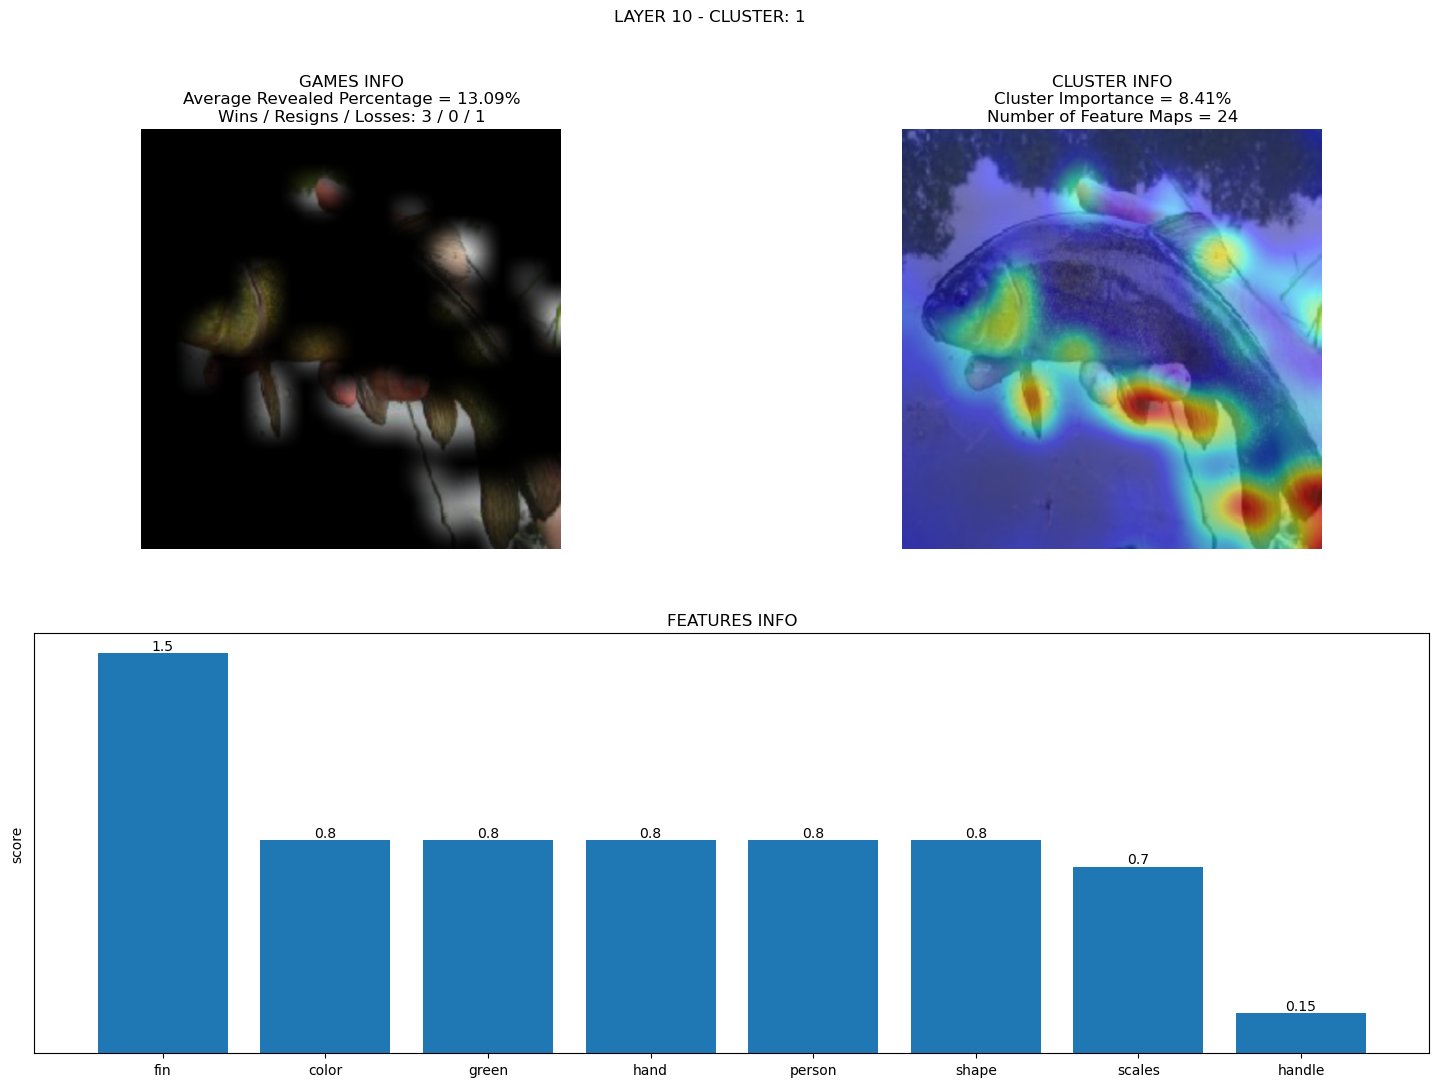 LAYER 10 - CLUSTER: 1
GAMES INFO
Average Revealed Percentage = 13.09%
Wins / Resigns / Losses: 3 / 0 / 1
CLUSTER INFO
Cluster Importance = 8.41%
Number of Feature Maps = 24
FEATURES INFO
score
1.5
0.8
0.8
0.8
0.8
0.8
0.7
0.15
fin
color
green
hand
person
shape
scales
handle